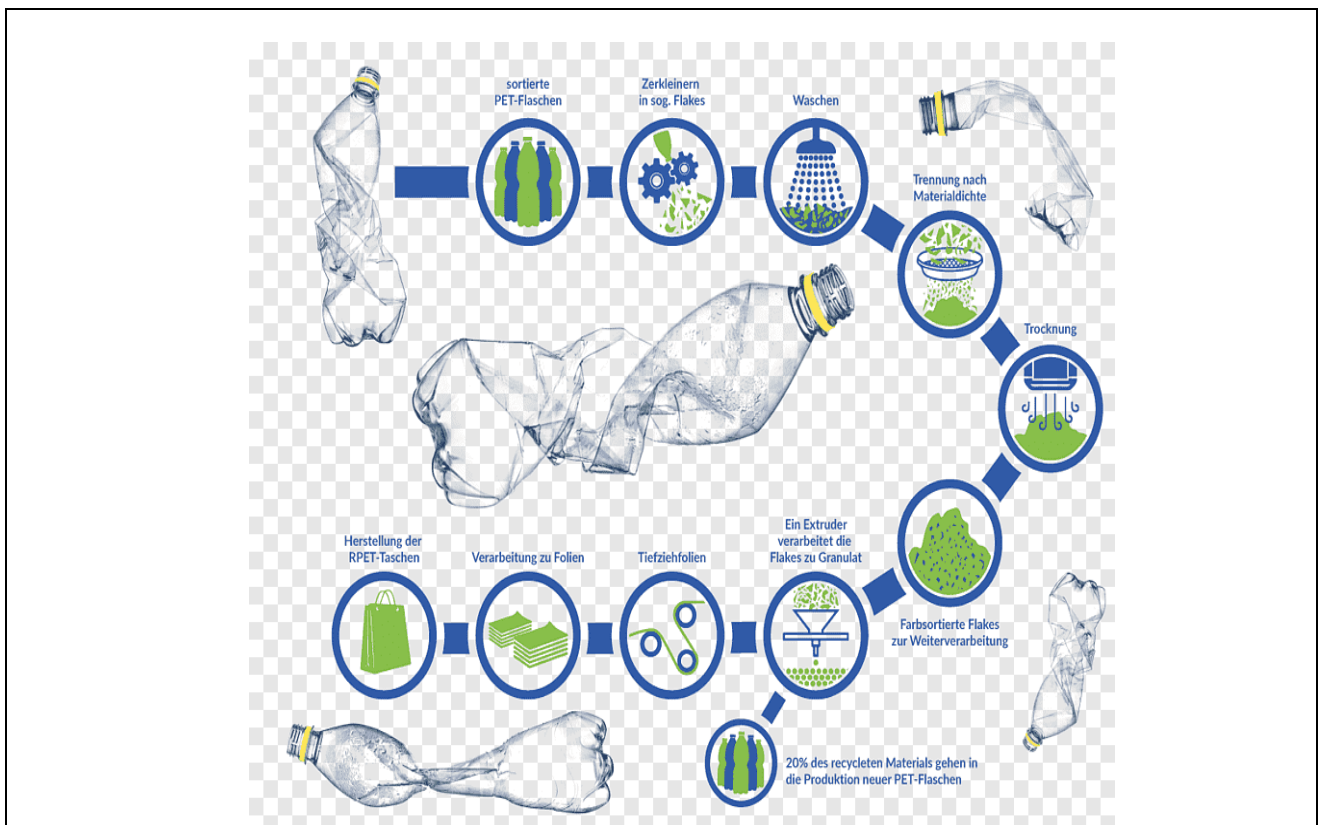 sortierte
PET-Flaschen
Zerkleinern
in sog. Flakes
Waschen
Trennung nach
Materialdichte
Trocknung
Farbsortierte Flakes
zur Weiterverarbeitung
Ein Extruder
verarbeitet die
Flakes zu Granulat
20% des recycleten Materials gehen in
die Produktion neuer PET-Flaschen
Tiefziehfolien
Verarbeitung zu Folien
Herstellung der
RPET-Taschen